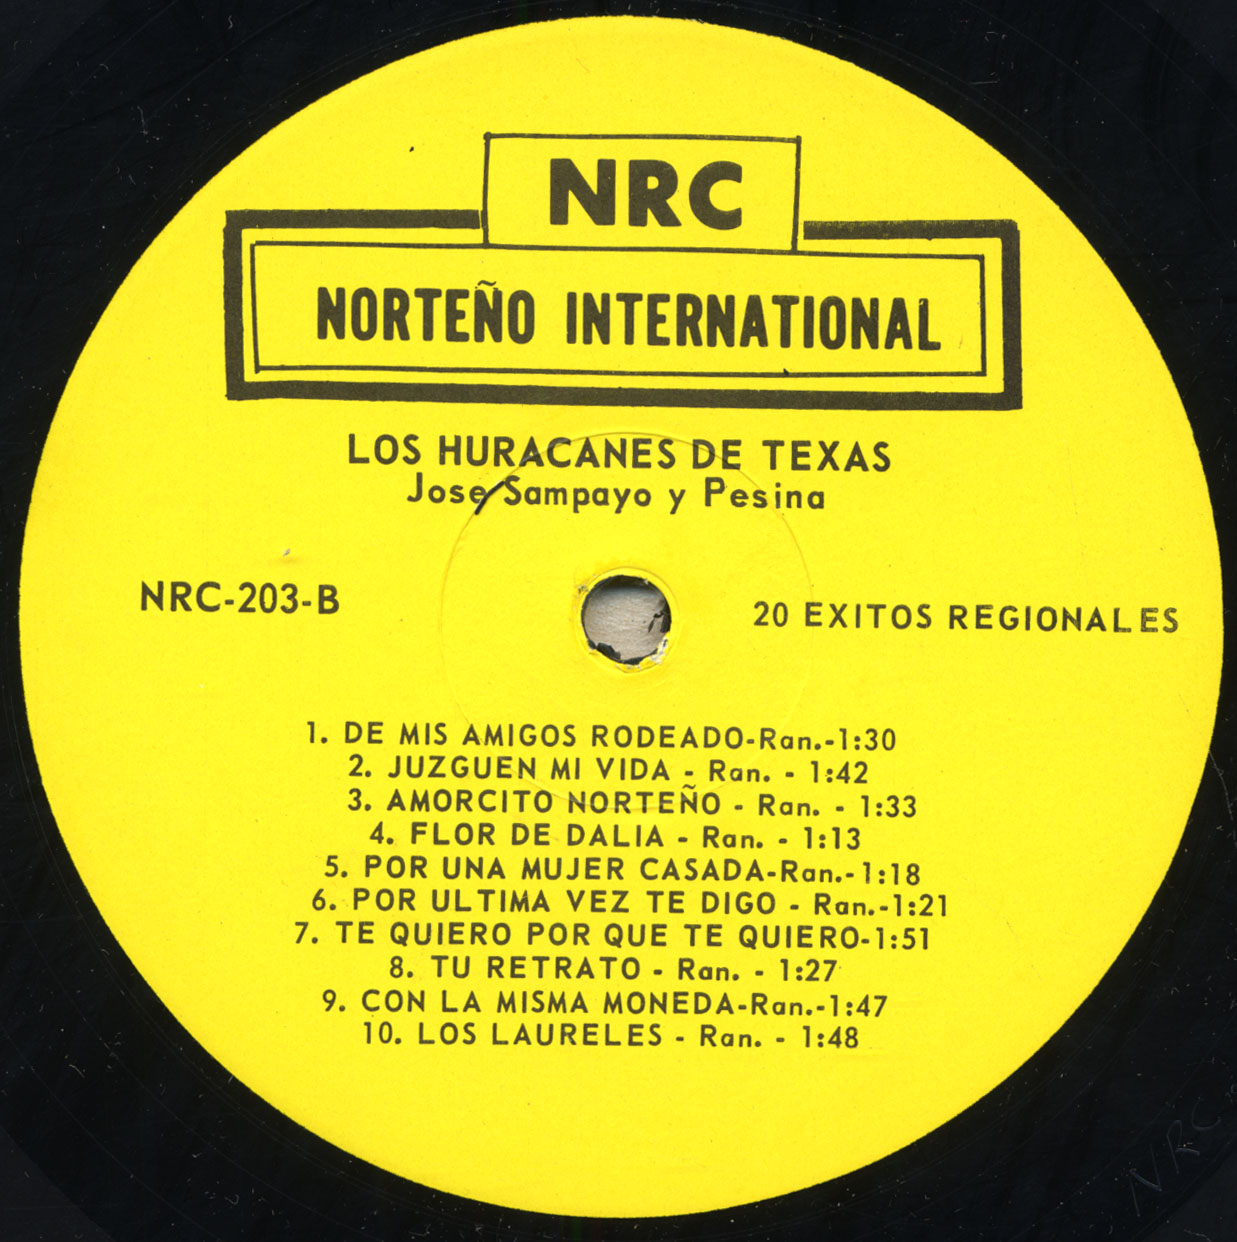 NRC
NORTEÑO INTERNATIONAL
LOS HURACANES DE TEXAS
Jose Sampayo y Pesina
NRC-203-B
20 EXITOS REGIONALES
1. DE MIS AMIGOS RODEADO-Ran.-1:30
2. JUZGUEN MI VIDA - Ran. - 1:42
3. AMORCITO NORTEÑO - Ran. - 1:33
4. FLOR DE DALIA - Ran. - 1:13
5. POR UNA MUJER CASADA-Ran.-1:18
6. POR ULTIMA VEZ TE DIGO - Ran.-1:21
7. TE QUIERO POR QUE TE QUIERO-1:51
8. TU RETRATO - Ran. - 1:27
9. CON LA MISMA MONEDA-Ran.-1:47
10. LOS LAURELES - Ran. - 1:48
NRC